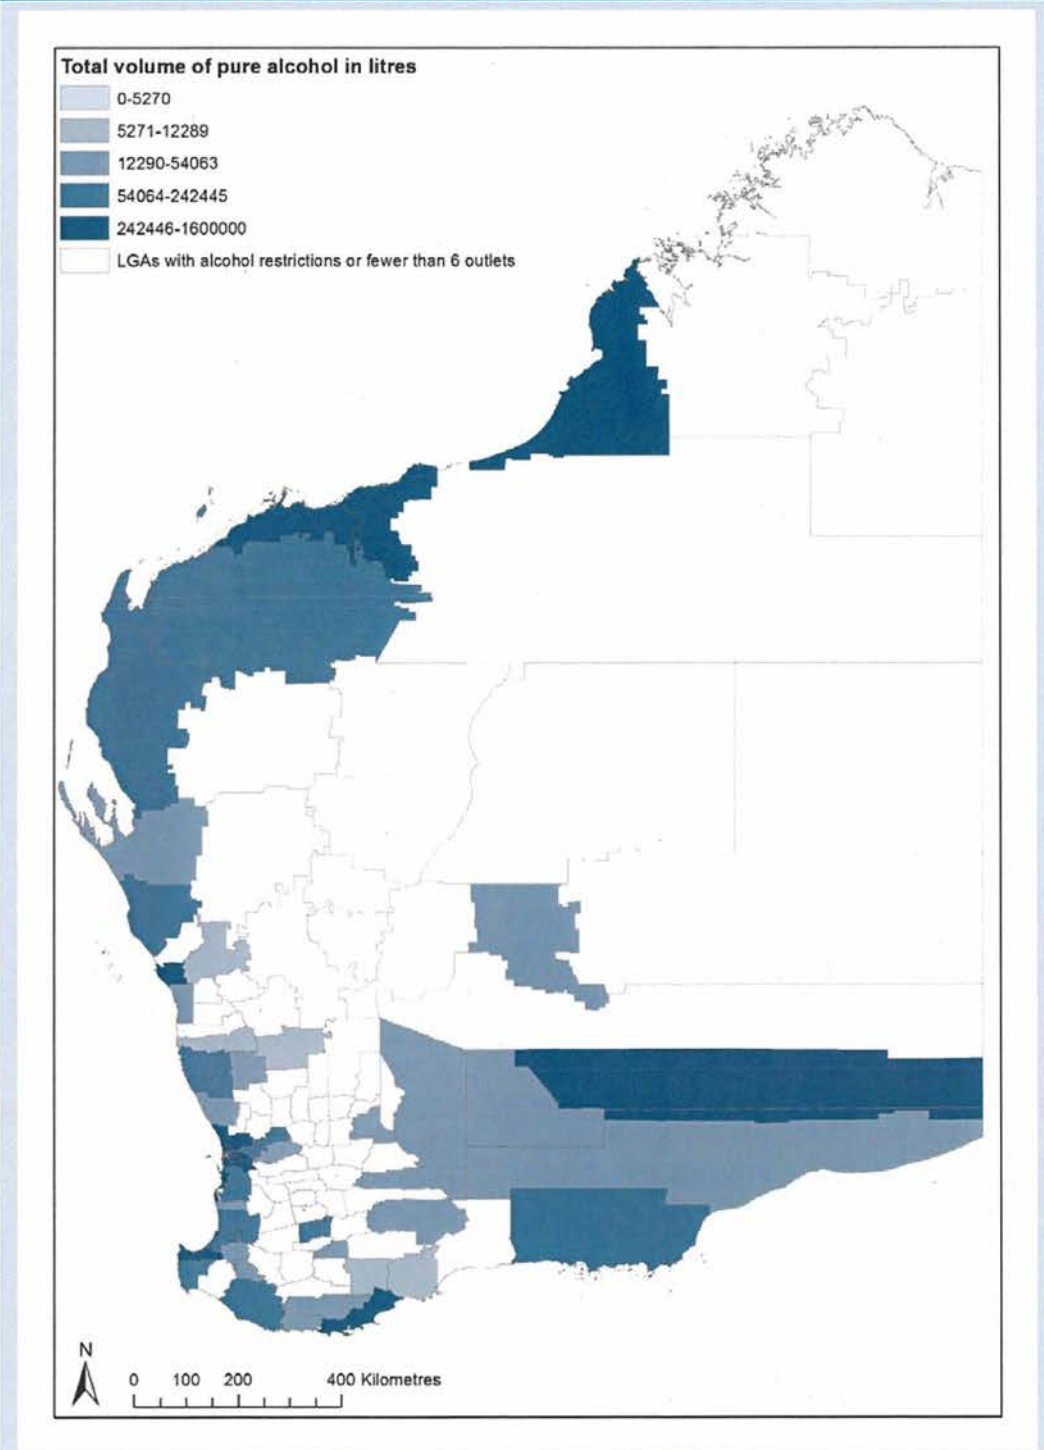 Total volume of pure alcohol in litres
0-5270
5271-12289
12290-54063
54064-242445
242446-1600000
LGAs with alcohol restrictions or fewer than 6 outlets
N
0 100 200 400 Kilometres